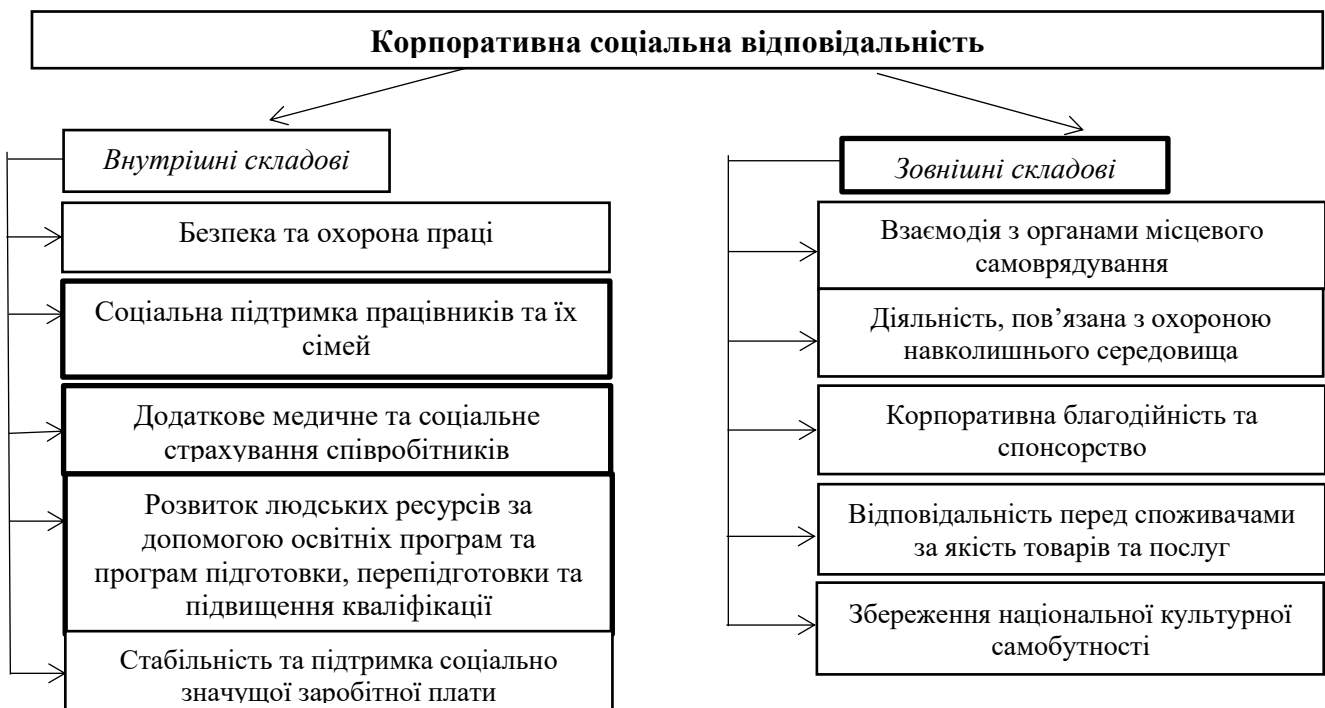 Корпоративна соціальна відповідальність
Внутрішні складові
Безпека та охорона праці
Соціальна підтримка працівників та їх
сімей
Додаткове медичне та соціальне
страхування співробітників
Розвиток людських ресурсів за
допомогою освітніх програм та
програм підготовки, перепідготовки та
підвищення кваліфікації
Стабільність та підтримка соціально
значущої заробітної плати
Зовнішні складові
Взаємодія з органами місцевого
самоврядування
Діяльність, пов’язана з охороною
навколишнього середовища
Корпоративна благодійність та
спонсорство
Відповідальність перед споживачами
за якість товарів та послуг
Збереження національної культурної
самобутності